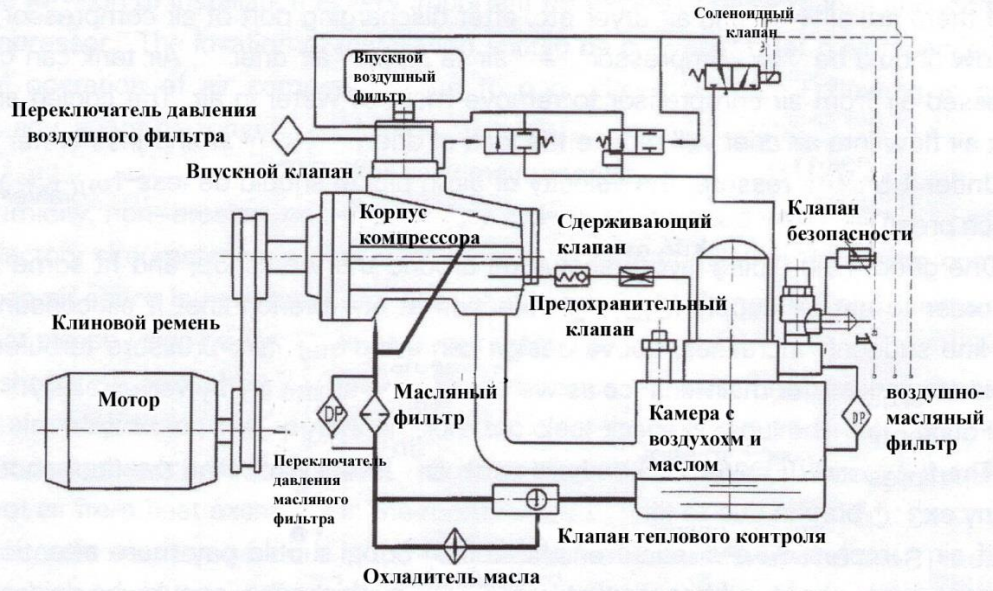 Соленоидный
клапан
Впускной
воздушный
фильтр
Переключатель давления
воздушного фильтра
Впускной клапан
Корпус
компрессора
Сдерживающий
клапан
Клапан
безопасности
Предохранительный
клапан
Клиновой ремень
Мотор
DP
Масляный
фильтр
Камера с
воздухохм и
маслом
DP
воздушно-
масляный
фильтр
Переключатель
давления
масляного
фильтра
Клапан теплового контроля
Охладитель масла